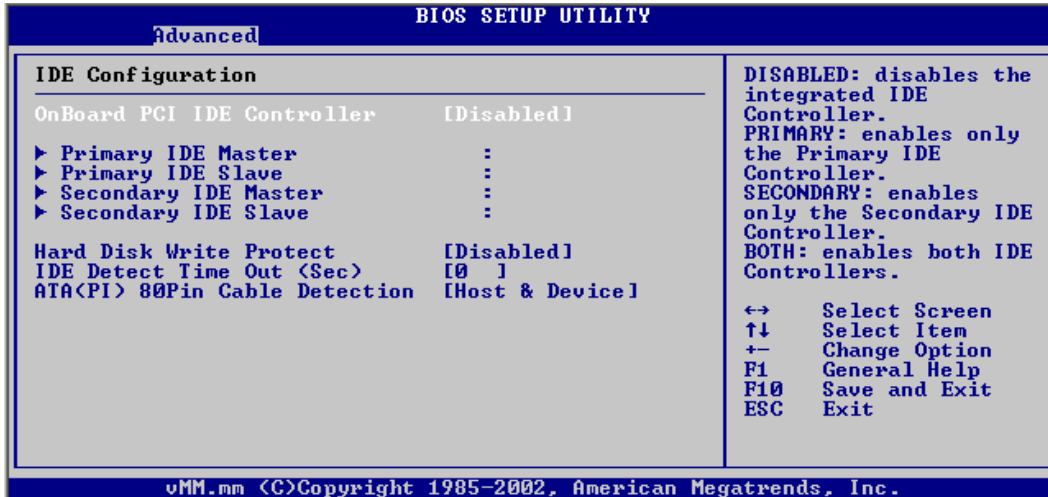 BIOS SETUP UTILITY
Advanced
IDE Configuration
OnBoard PCI IDE Controller [Disabled]
► Primary IDE Master :
► Primary IDE Slave :
► Secondary IDE Master :
► Secondary IDE Slave :
Hard Disk Write Protect [Disabled]
IDE Detect Time Out (Sec) [0 ]
ATA(PI) 80Pin Cable Detection [Host & Device]
DISABLED: disables the
integrated IDE
Controller.
PRIMARY: enables only
the Primary IDE
Controller.
SECONDARY: enables
only the Secondary IDE
Controller.
BOTH: enables both IDE
Controllers.
←→ Select Screen
↑↓ Select Item
+- Change Option
F1 General Help
F10 Save and Exit
ESC Exit
vMM.mm (C)Copyright 1985-2002, American Megatrends, Inc.